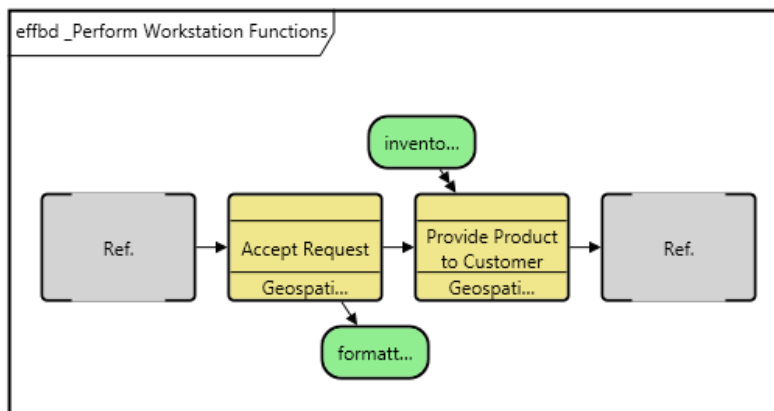 effbd _Perform Workstation Functions
invento...
Ref.
Accept Request
Geospati...
Provide Product
to Customer
Geospati...
Ref.
formatt...